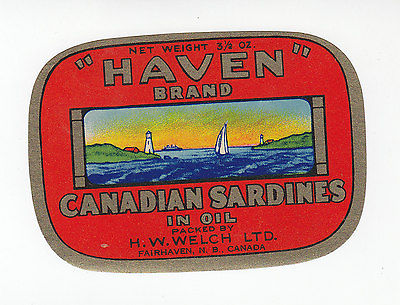 NET WEIGHT 3¼ OZ.
"HAVEN"
BRAND
CANADIAN SARDINES
IN OIL
PACKED BY
H.W. WELCH LTD.
FAIRHAVEN, N. B., CANADA